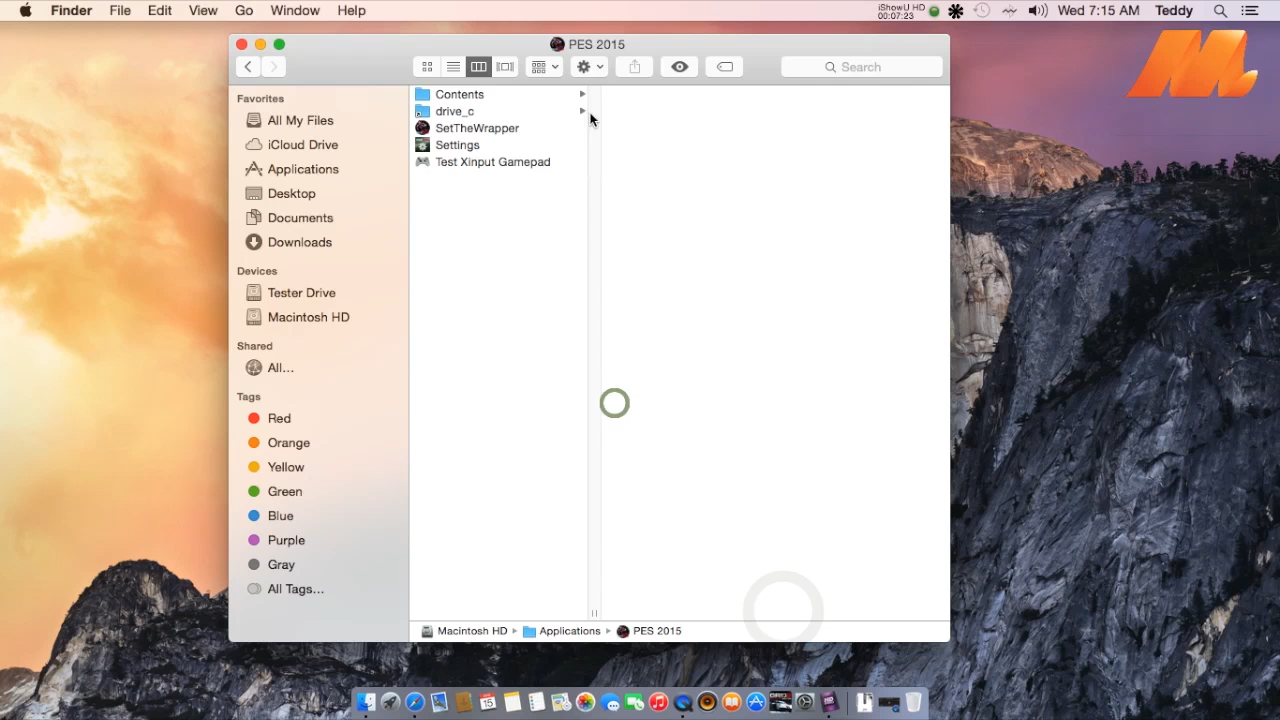 Finder File Edit View Go Window Help
iShowU HD
00:07:23
Wed 7:15 AM Teddy
PES 2015
Search
Favorites
All My Files
iCloud Drive
Applications
Desktop
Documents
Downloads
Devices
Tester Drive
Macintosh HD
Shared
All...
Tags
Red
Orange
Yellow
Green
Blue
Purple
Gray
All Tags...
Contents
drive_c
SetTheWrapper
Settings
Test Xinput Gamepad
Macintosh HD Applications PES 2015